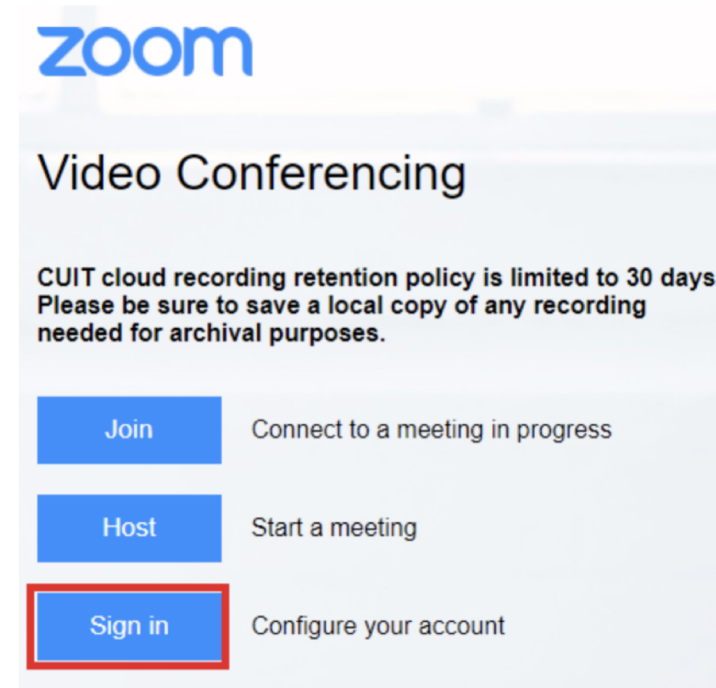 zoom
Video Conferencing
CUIT cloud recording retention policy is limited to 30 days
Please be sure to save a local copy of any recording
needed for archival purposes.
Join Connect to a meeting in progress
Host Start a meeting
Sign in Configure your account